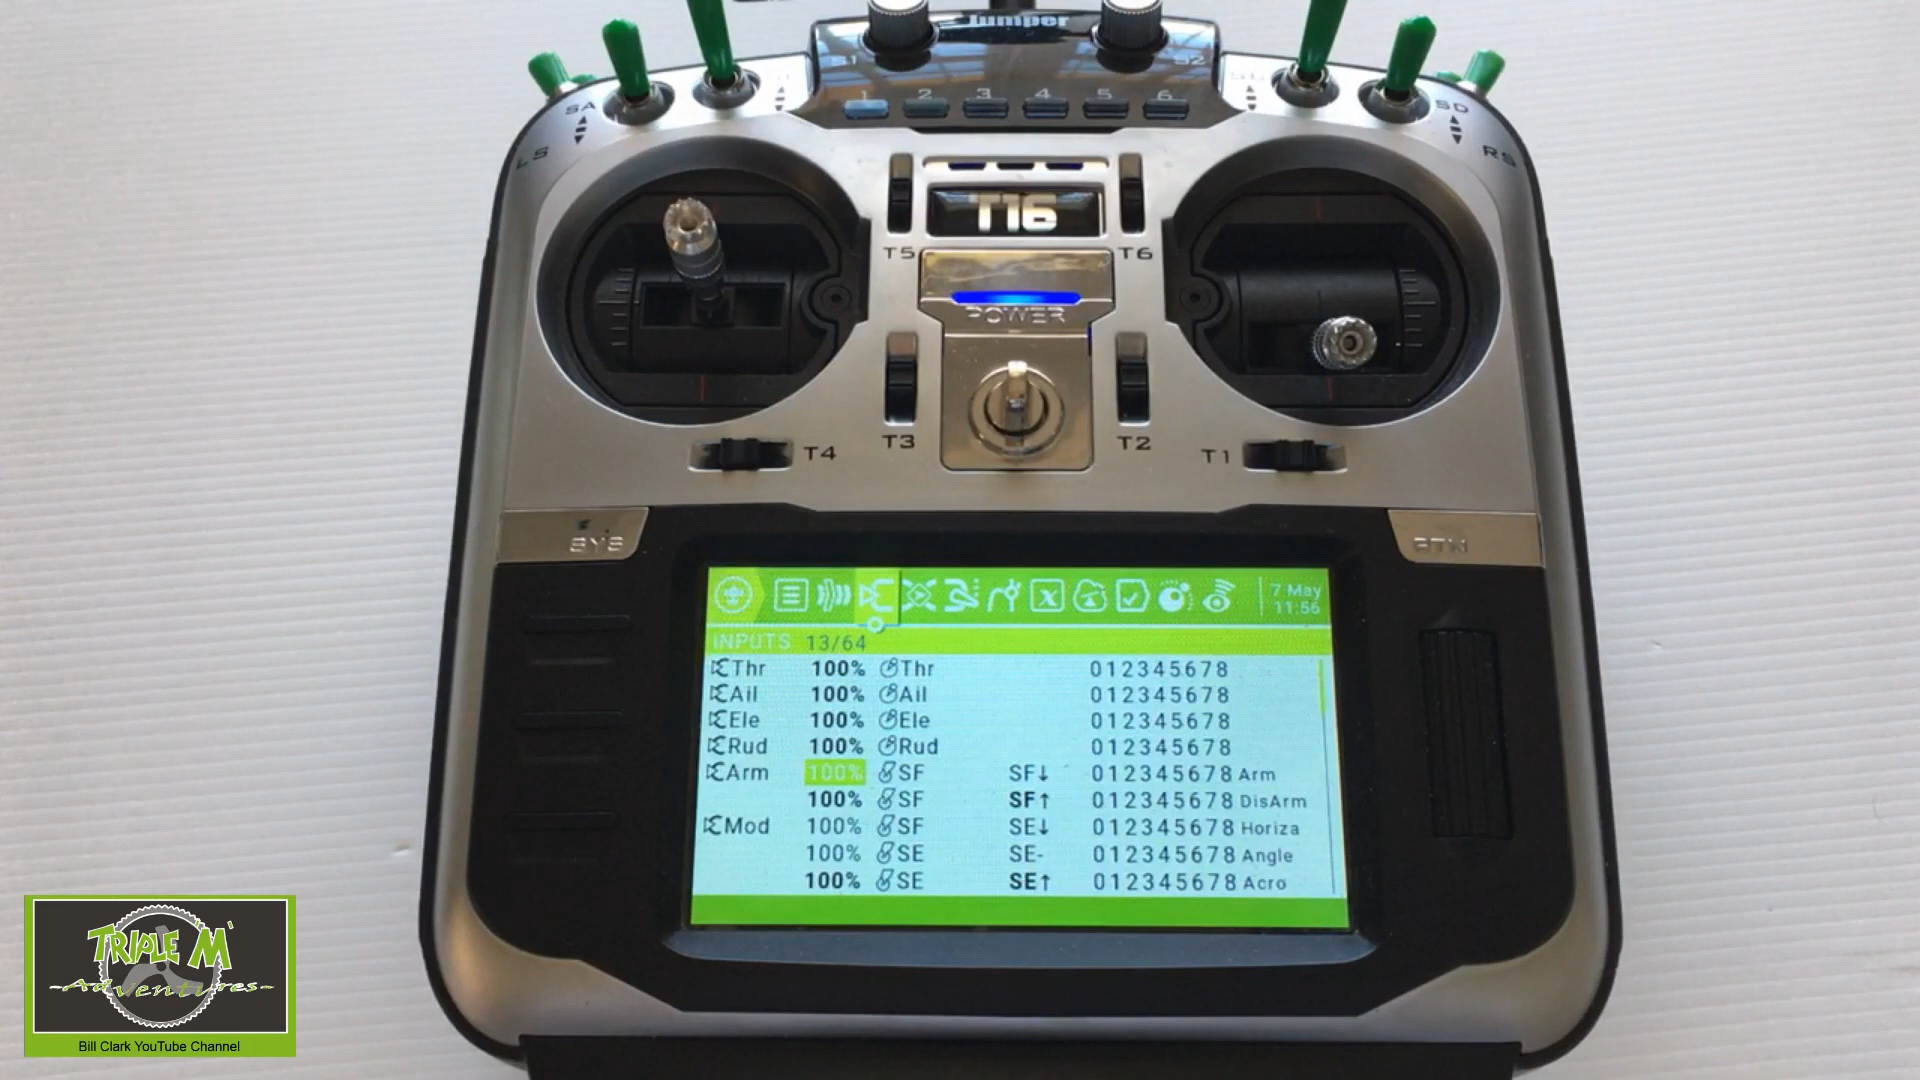 Jumper
S1
S2
1 2 3 4 5 6
SA
SD
LS
RS
T16
T5
T6
POWER
T3
T2
T4
T1
SYS
RTN
7 May
11:56
INPUTS 13/64
Thr 100% Thr 012345678
Ail 100% Ail 012345678
Ele 100% Ele 012345678
Rud 100% Rud 012345678
Arm 100% SF SF↓ 012345678 Arm
100% SF SF↑ 012345678 DisArm
Mod 100% SF SE↓ 012345678 Horiza
100% SE SE- 012345678 Angle
100% SE SE↑ 012345678 Acro
TRIPLE M'
-Adventures-
Bill Clark YouTube Channel